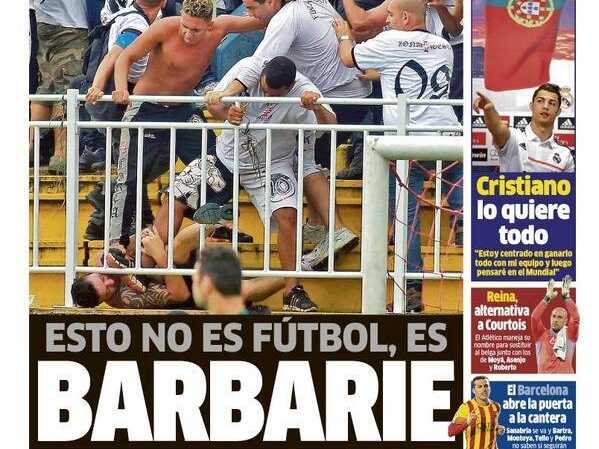 ESTO NO ES FÚTBOL, ES
BARBARIE
09
Cristiano
lo quiere
todo
"Estoy centrado en ganarlo
todo con mi equipo y luego
pensaré en el Mundial"
Reina,
alternativa
a Courtois
El Atlético maneja su
nombre para sustituir
al belga junto con los
de Moyá, Asenjo y
Roberto
El Barcelona
abre la puerta
a la cantera
Sanabria se va y Bartra,
Montoya, Tello y Pedro
no saben si seguirán